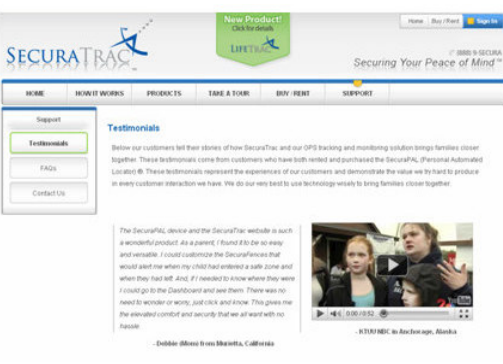 New Product!
Click for details
LIFETRAC
Home | Buy / Rent | Sign In
SECURATRAC
(888) 9-SECURA
Securing Your Peace of Mind
HOME HOW IT WORKS PRODUCTS TAKE A TOUR BUY / RENT SUPPORT
Support
Testimonials
FAQs
Contact Us
Testimonials
Below our customers tell their stories of how SecuraTrac and our GPS tracking and monitoring solution brings families closer
together. These testimonials come from customers who have both rented and purchased the SecuraPAL (Personal Automated
Locator) ®. These testimonials represent the experiences of our customers and demonstrate the value we try hard to produce
in every customer interaction we have. We do our very best to use technology wisely to bring families closer together.
The SecuraPAL device and the SecuraTrac website is such
a wonderful product. As a parent, I found it to be so easy
and versatile. I could customize the SecuraFences that
would alert me when my child had entered a safe zone and
when they had left. And, if I needed to know where they were
I could go to the Dashboard and see them. There was no
need to wonder or worry, just click and know. This gives me
the elevated comfort and security that we all want with no
hassle.
- Debbie (Mom) from Murietta, California
0:00 / 0:52
- KTUU NBC in Anchorage, Alaska